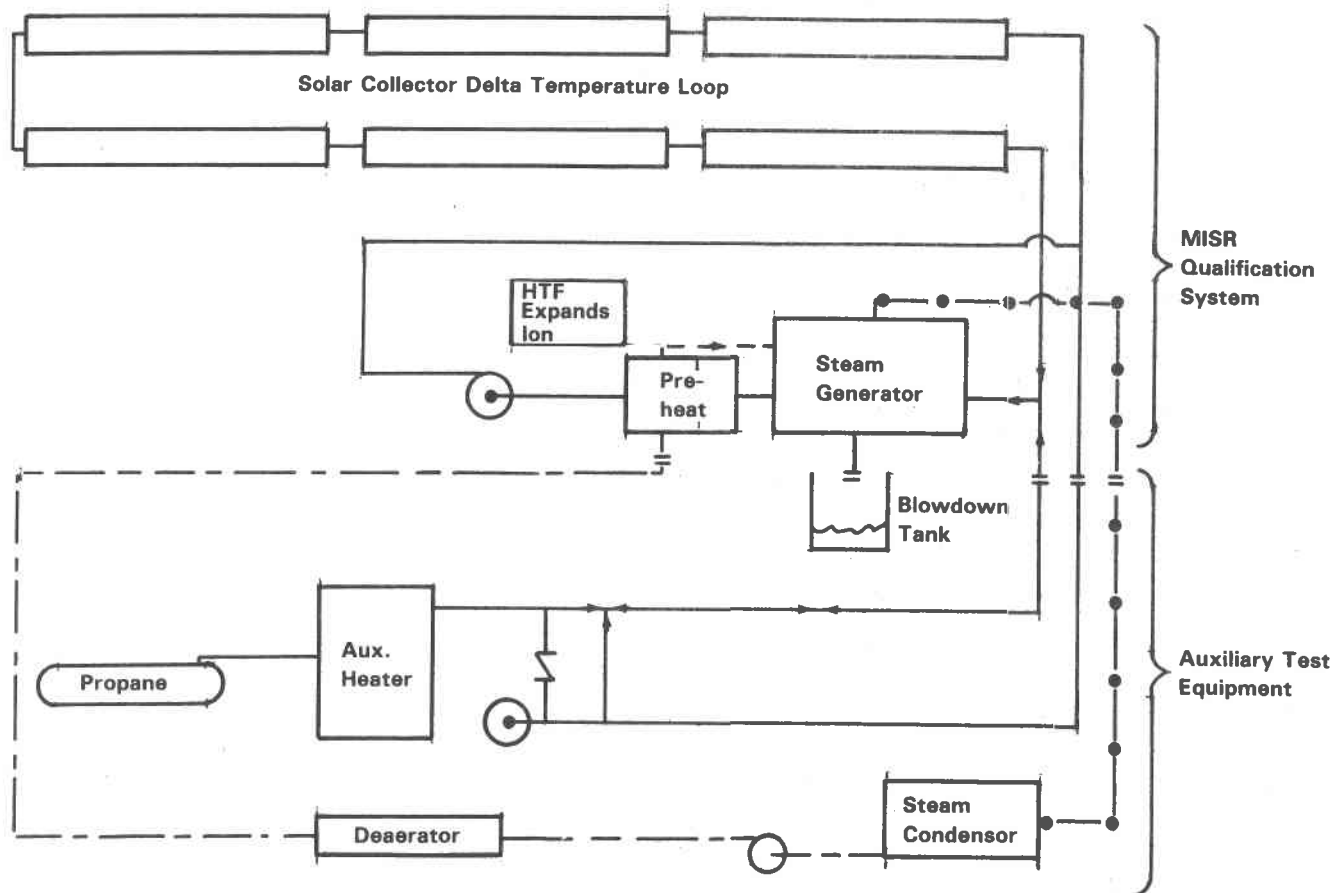 Solar Collector Delta Temperature Loop
MISR
Qualification
System
HTF
Expands
Ion
Pre-
heat
Steam
Generator
Blowdown
Tank
Aux.
Heater
Propane
Auxiliary Test
Equipment
Deaerator
Steam
Condensor